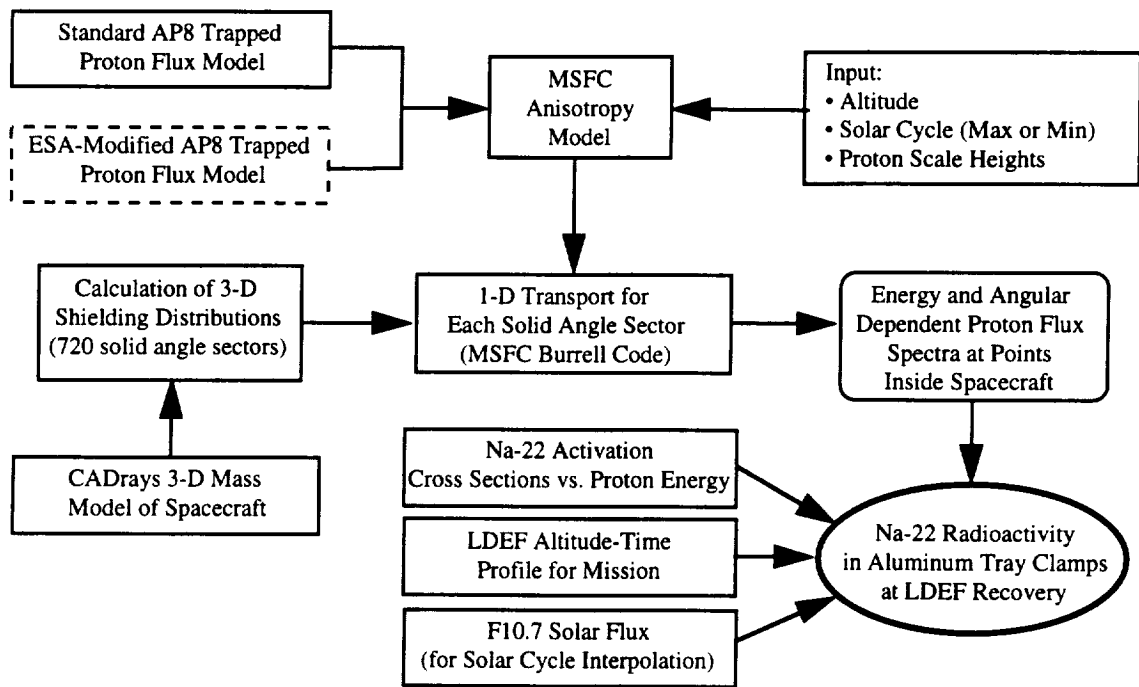 Standard AP8 Trapped
Proton Flux Model
ESA-Modified AP8 Trapped
Proton Flux Model
MSFC
Anisotropy
Model
Input:
• Altitude
• Solar Cycle (Max or Min)
• Proton Scale Heights
Calculation of 3-D
Shielding Distributions
(720 solid angle sectors)
1-D Transport for
Each Solid Angle Sector
(MSFC Burrell Code)
Energy and Angular
Dependent Proton Flux
Spectra at Points
Inside Spacecraft
CADrays 3-D Mass
Model of Spacecraft
Na-22 Activation
Cross Sections vs. Proton Energy
LDEF Altitude-Time
Profile for Mission
F10.7 Solar Flux
(for Solar Cycle Interpolation)
Na-22 Radioactivity
in Aluminum Tray Clamps
at LDEF Recovery